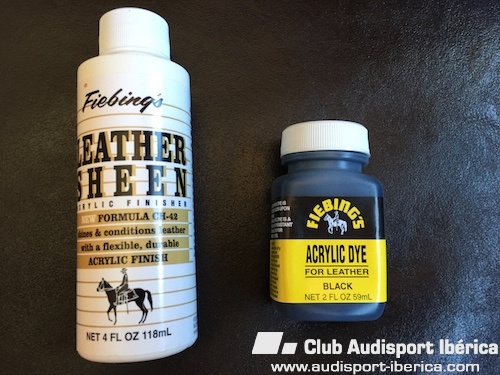 Fiebing's
LEATHER
SHEEN
ACRYLIC FINISHER
NEW FORMULA CH-42
shines & conditions leather
with a flexible, durable
ACRYLIC FINISH
NET 4 FL OZ 118mL
FIEBING'S
ACRYLIC DYE
FOR LEATHER
BLACK
NET 2 FL OZ 59mL
Club Audisport Ibérica
www.audisport-iberica.com